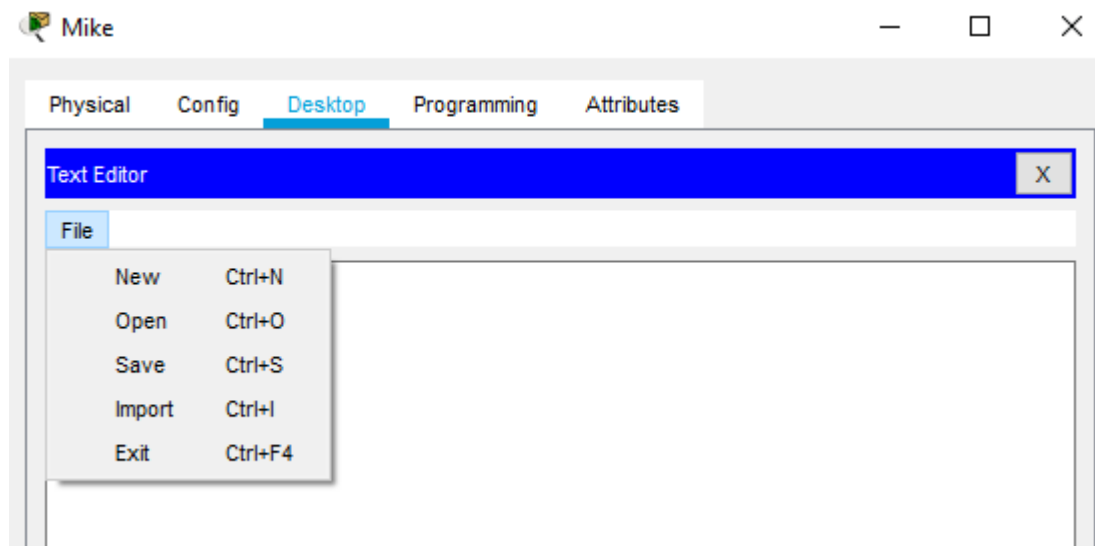 Mike
Physical Config Desktop Programming Attributes
Text Editor X
File
New Ctrl+N
Open Ctrl+O
Save Ctrl+S
Import Ctrl+I
Exit Ctrl+F4